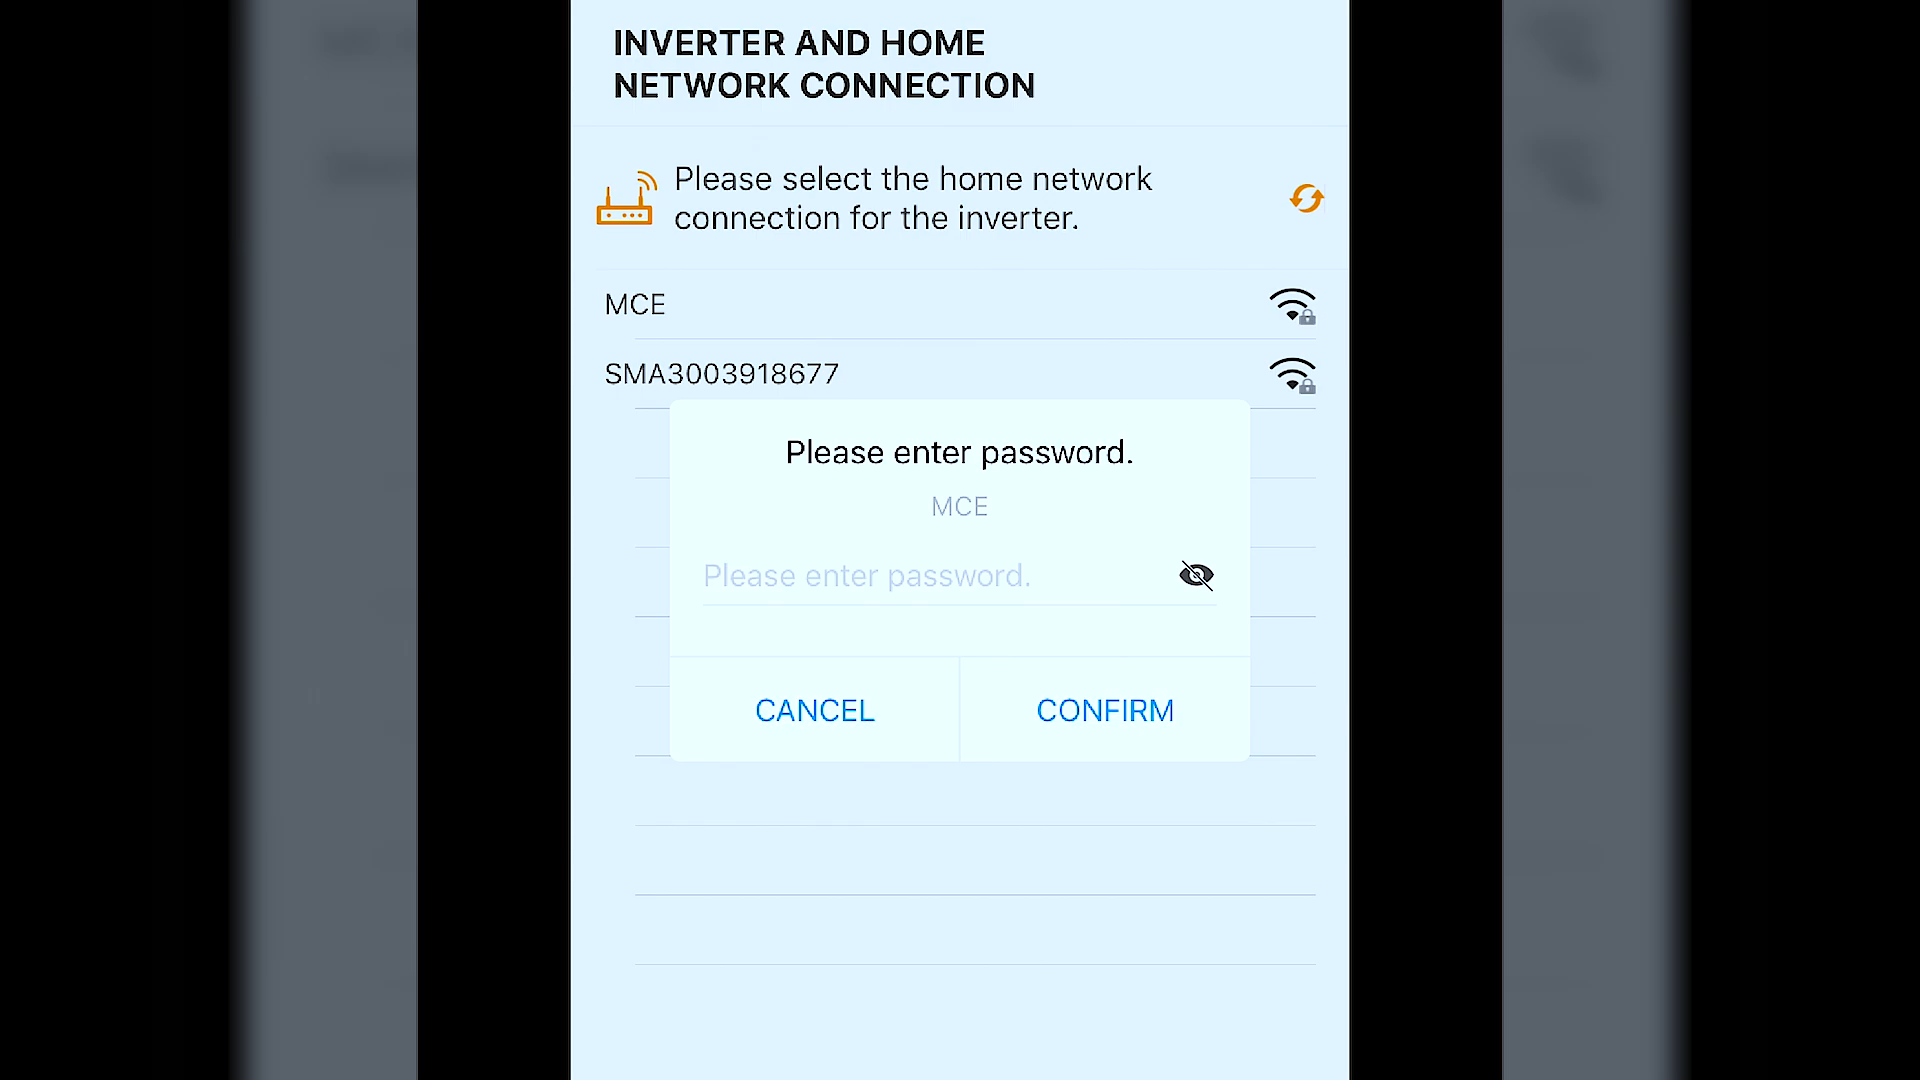 INVERTER AND HOME
NETWORK CONNECTION
Please select the home network
connection for the inverter.
MCE
SMA3003918677
Please enter password.
MCE
Please enter password.
CANCEL
CONFIRM